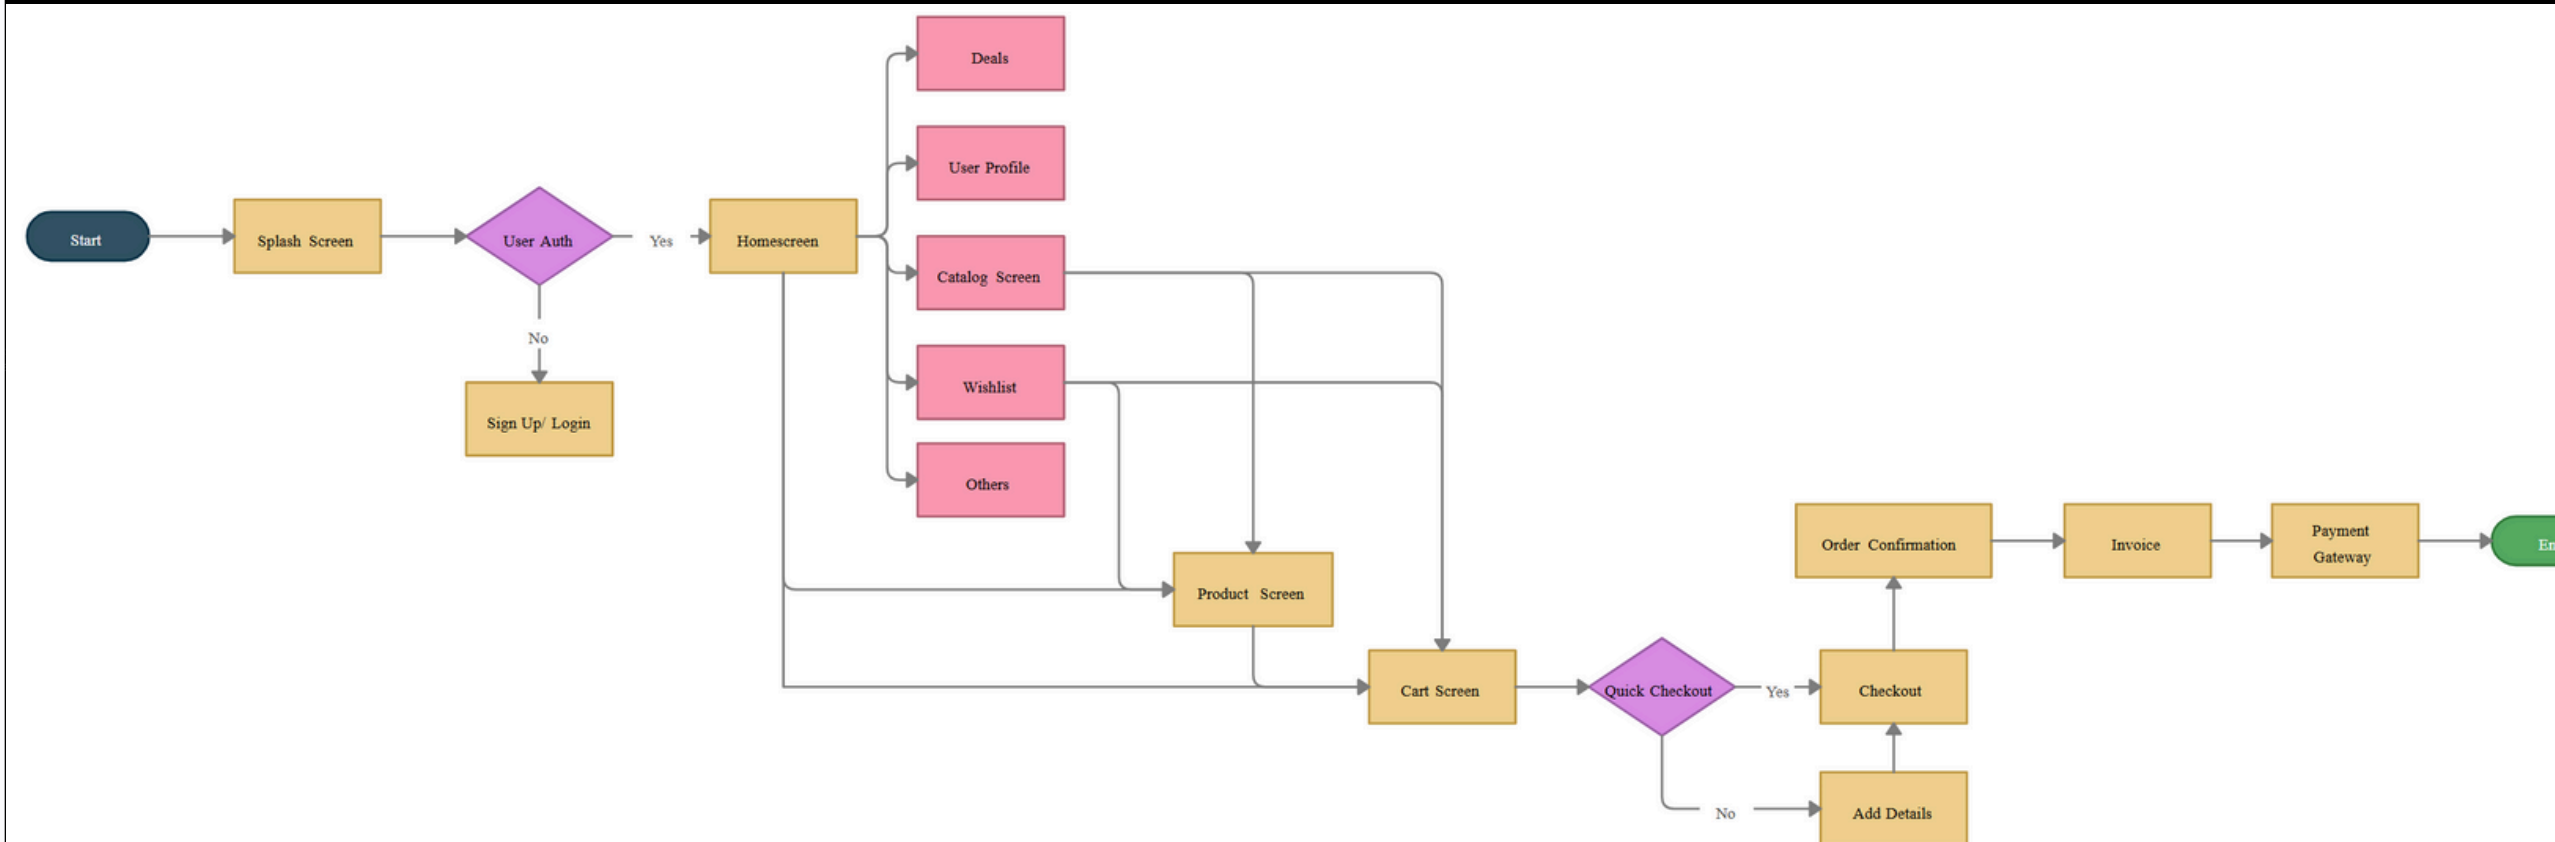 Deals
User Profile
Start
Splash Screen
User Auth
Yes
Homescreen
Catalog Screen
No
Wishlist
Sign Up/ Login
Others
Order Confirmation
Invoice
Payment
Gateway
Product Screen
Cart Screen
Quick Checkout
Yes
Checkout
No
Add Details